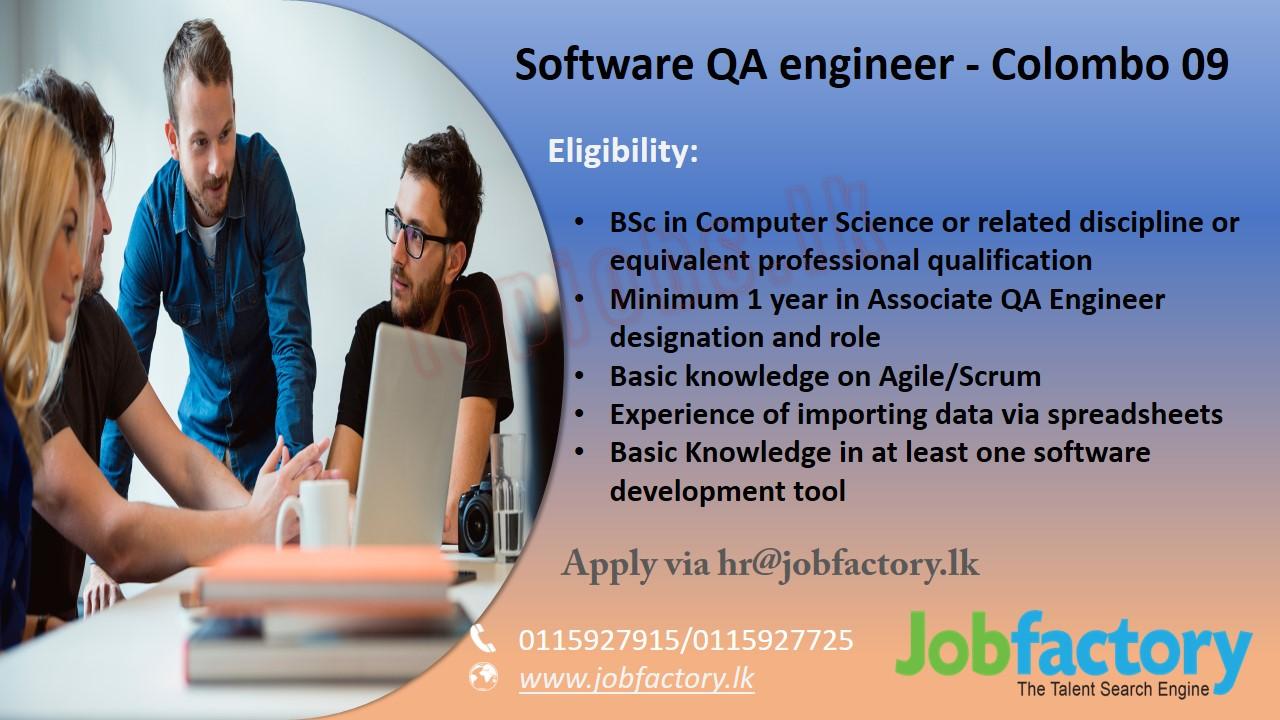 Software QA engineer - Colombo 09
Eligibility:
• BSc in Computer Science or related discipline or
equivalent professional qualification
• Minimum 1 year in Associate QA Engineer
designation and role
• Basic knowledge on Agile/Scrum
• Experience of importing data via spreadsheets
• Basic Knowledge in at least one software
development tool
topjobs.lk
Apply via hr@jobfactory.lk
0115927915/0115927725
www.jobfactory.lk
Jobfactory
The Talent Search Engine